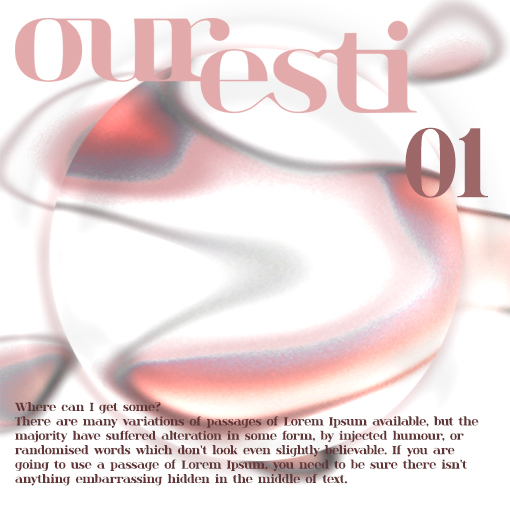 ouresti
01
Where can I get some?
There are many variations of passages of Lorem Ipsum available, but the
majority have suffered alteration in some form, by injected humour, or
randomised words which don't look even slightly believable. If you are
going to use a passage of Lorem Ipsum, you need to be sure there isn't
anything embarrassing hidden in the middle of text.